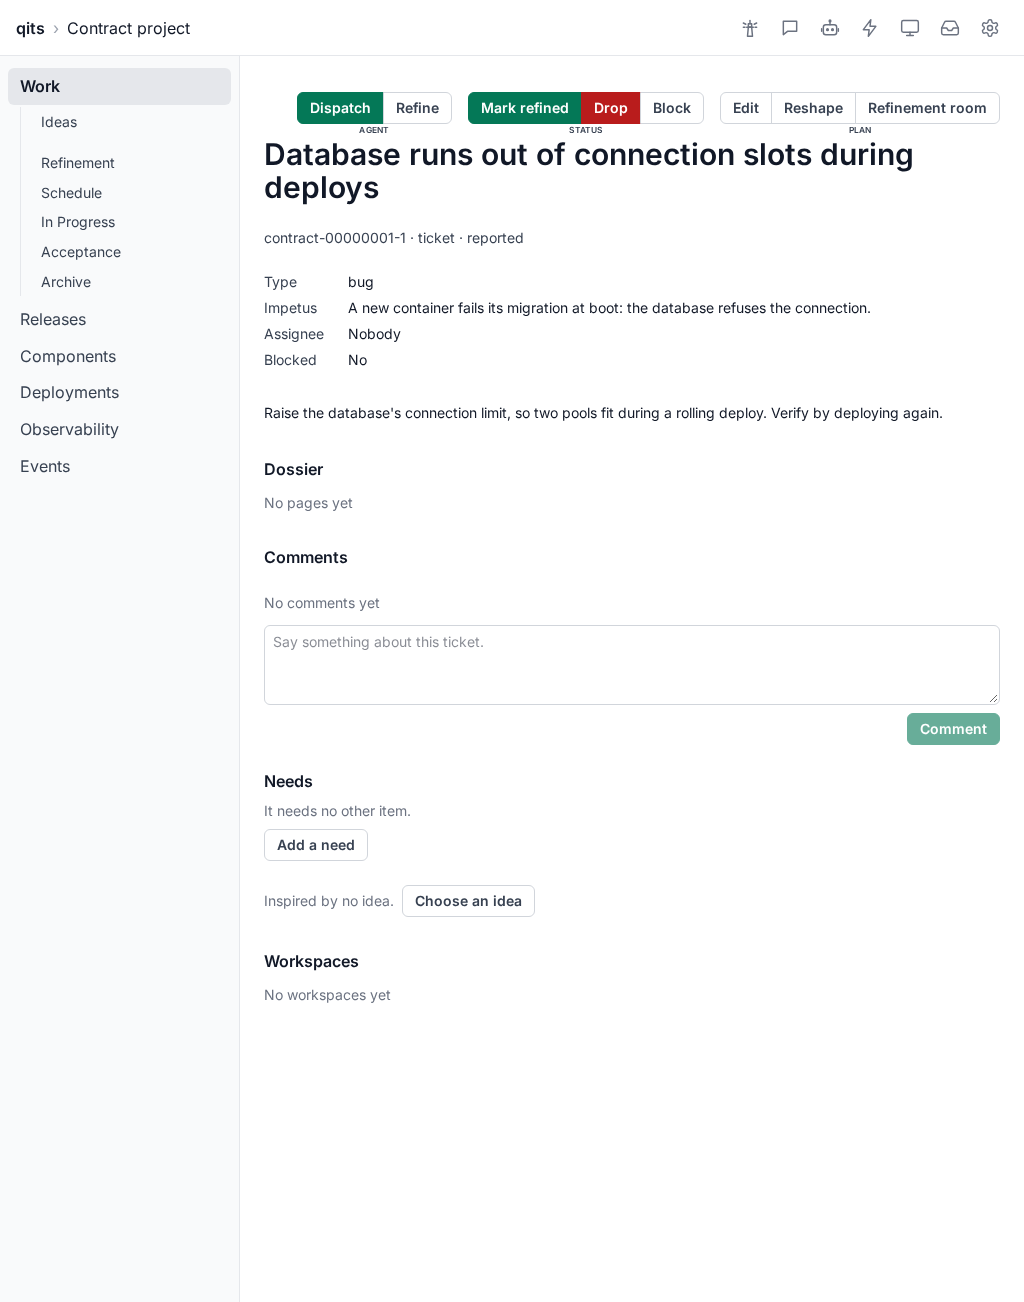 qits › Contract project
Work
Ideas
Refinement
Schedule
In Progress
Acceptance
Archive
Releases
Components
Deployments
Observability
Events
Dispatch Refine
AGENT
Mark refined Drop Block
STATUS
Edit Reshape Refinement room
PLAN
Database runs out of connection slots during
deploys
contract-00000001-1 · ticket · reported
Type bug
Impetus A new container fails its migration at boot: the database refuses the connection.
Assignee Nobody
Blocked No
Raise the database's connection limit, so two pools fit during a rolling deploy. Verify by deploying again.
Dossier
No pages yet
Comments
No comments yet
Say something about this ticket.
Comment
Needs
It needs no other item.
Add a need
Inspired by no idea. Choose an idea
Workspaces
No workspaces yet